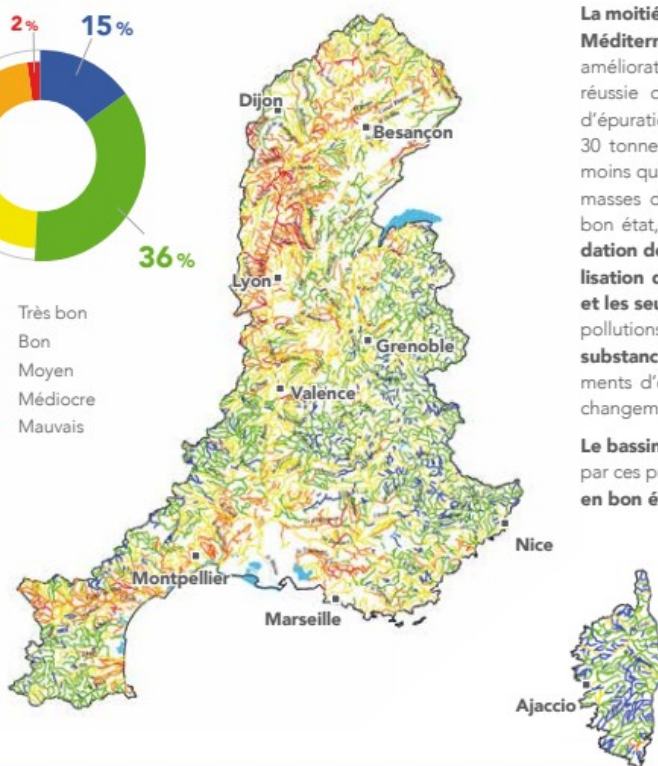 2%
15%
36%
Très bon
Bon
Moyen
Médiocre
Mauvais
Dijon
Besançon
Lyon
Grenoble
Valence
Nice
Montpellier
Marseille
Ajaccio
La moitié
Méditerr
améliorat
réussie d
d'épuratio
30 tonne
moins qu
masses d
bon état,
dation de
lisation d
et les seu
pollutions
substanc
ments d'
changem
Le bassin
par ces p
en bon é